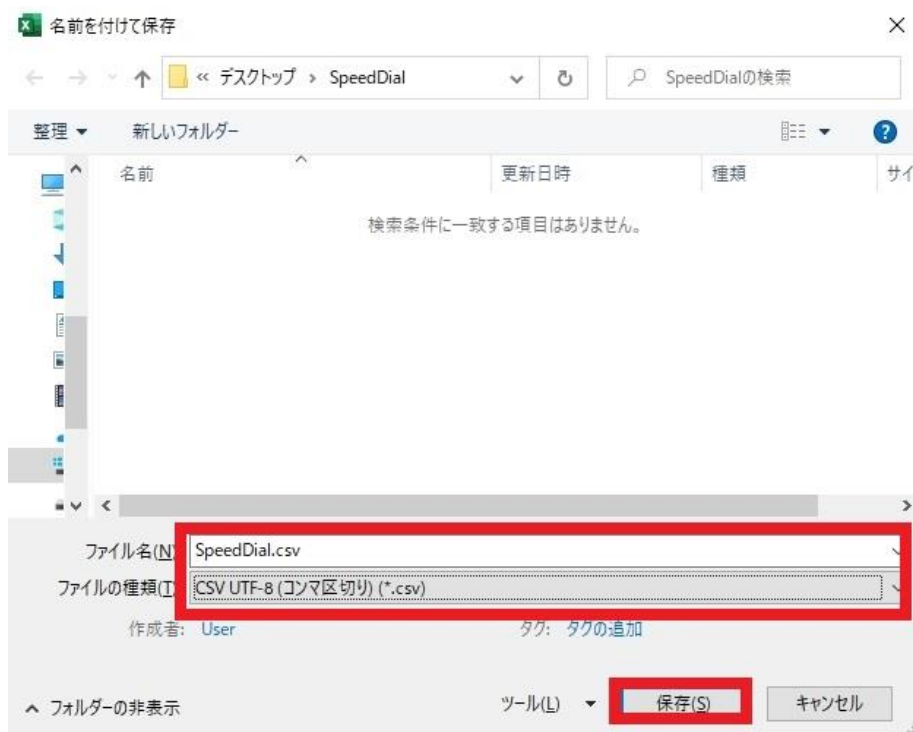 名前を付けて保存
« デスクトップ › SpeedDial
SpeedDialの検索
整理
新しいフォルダー
名前 更新日時 種類 サイ
検索条件に一致する項目はありません。
ファイル名(N) SpeedDial.csv
ファイルの種類(T) CSV UTF-8 (コンマ区切り) (*.csv)
作成者: User タグ: タグの追加
フォルダーの非表示 ツール(L) 保存(S) キャンセル